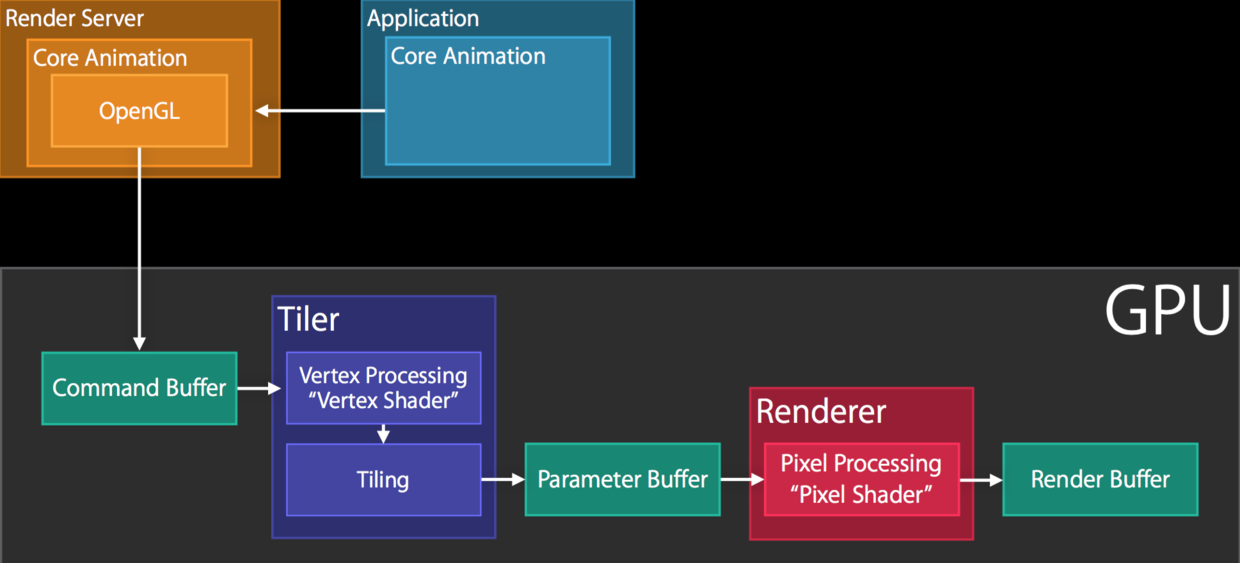 Render Server
Core Animation
OpenGL
Application
Core Animation
GPU
Tiler
Command Buffer
Vertex Processing
“Vertex Shader”
Tiling
Parameter Buffer
Renderer
Pixel Processing
“Pixel Shader”
Render Buffer